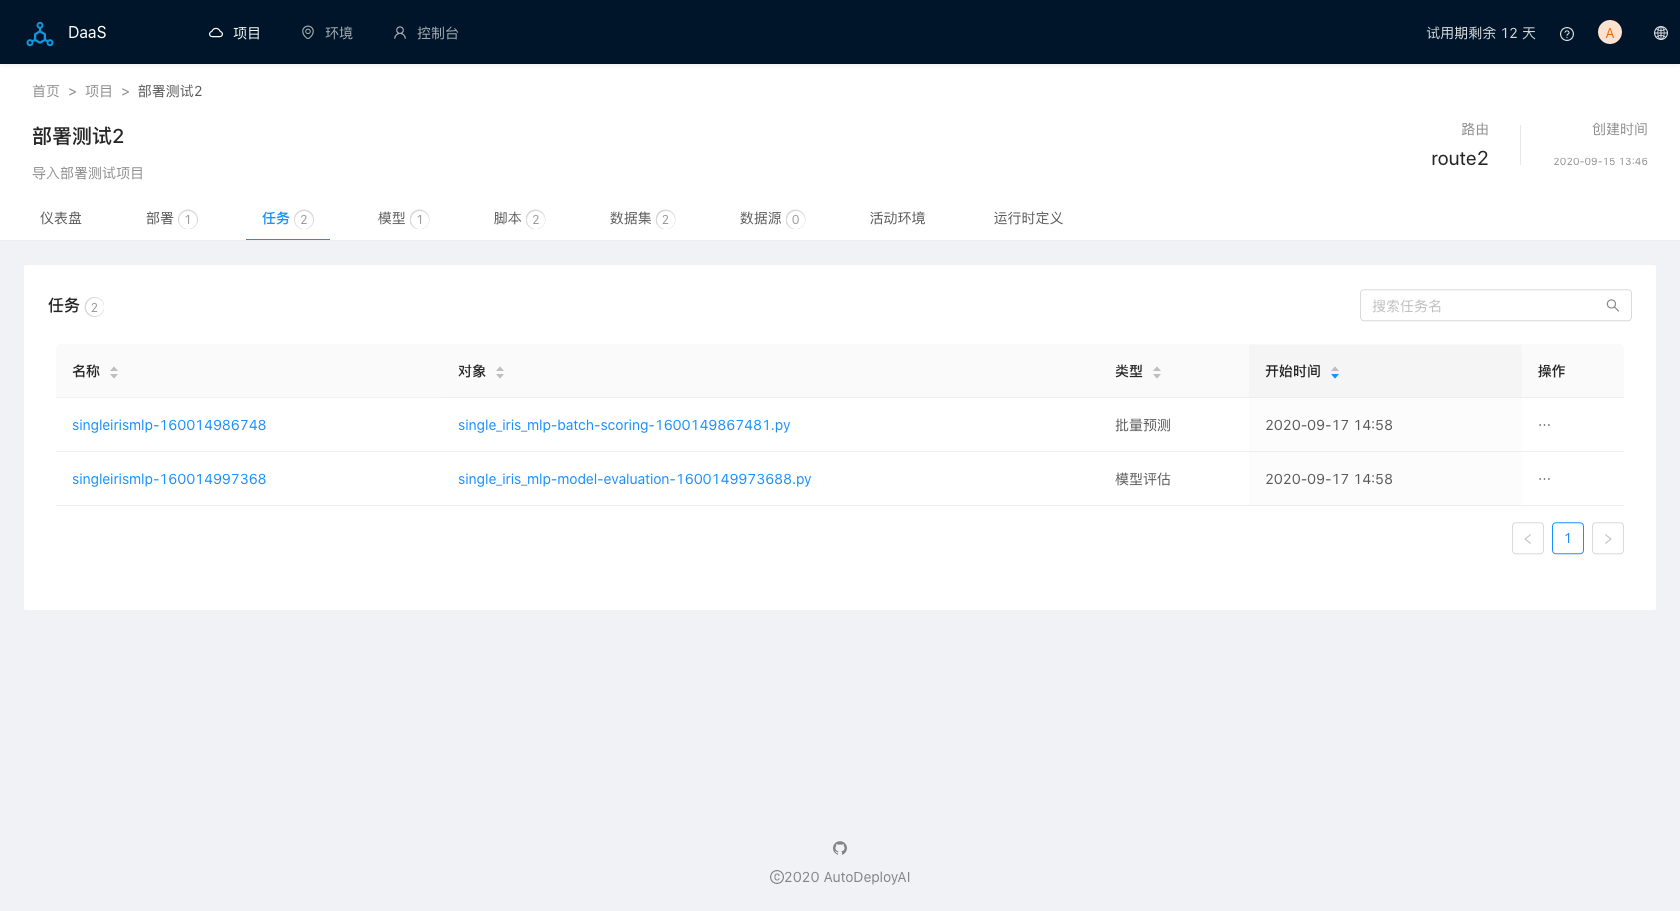 DaaS 项目 环境 控制台 试用期剩余 12 天 A
首页 > 项目 > 部署测试2
部署测试2
导入部署测试项目
路由
route2
创建时间
2020-09-15 13:46
仪表盘 部署 1 任务 2 模型 1 脚本 2 数据集 2 数据源 0 活动环境 运行时定义
任务 2
搜索任务名
名称 对象 类型 开始时间 操作
singleirismlp-160014986748 single_iris_mlp-batch-scoring-1600149867481.py 批量预测 2020-09-17 14:58 ···
singleirismlp-160014997368 single_iris_mlp-model-evaluation-1600149973688.py 模型评估 2020-09-17 14:58 ···
< 1 >
©2020 AutoDeployAI